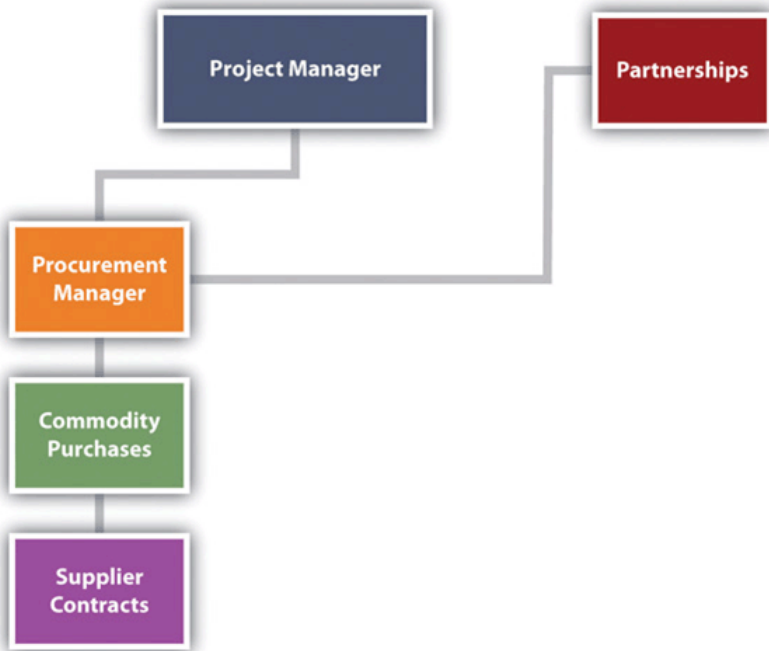 Project Manager
Partnerships
Procurement
Manager
Commodity
Purchases
Supplier
Contracts